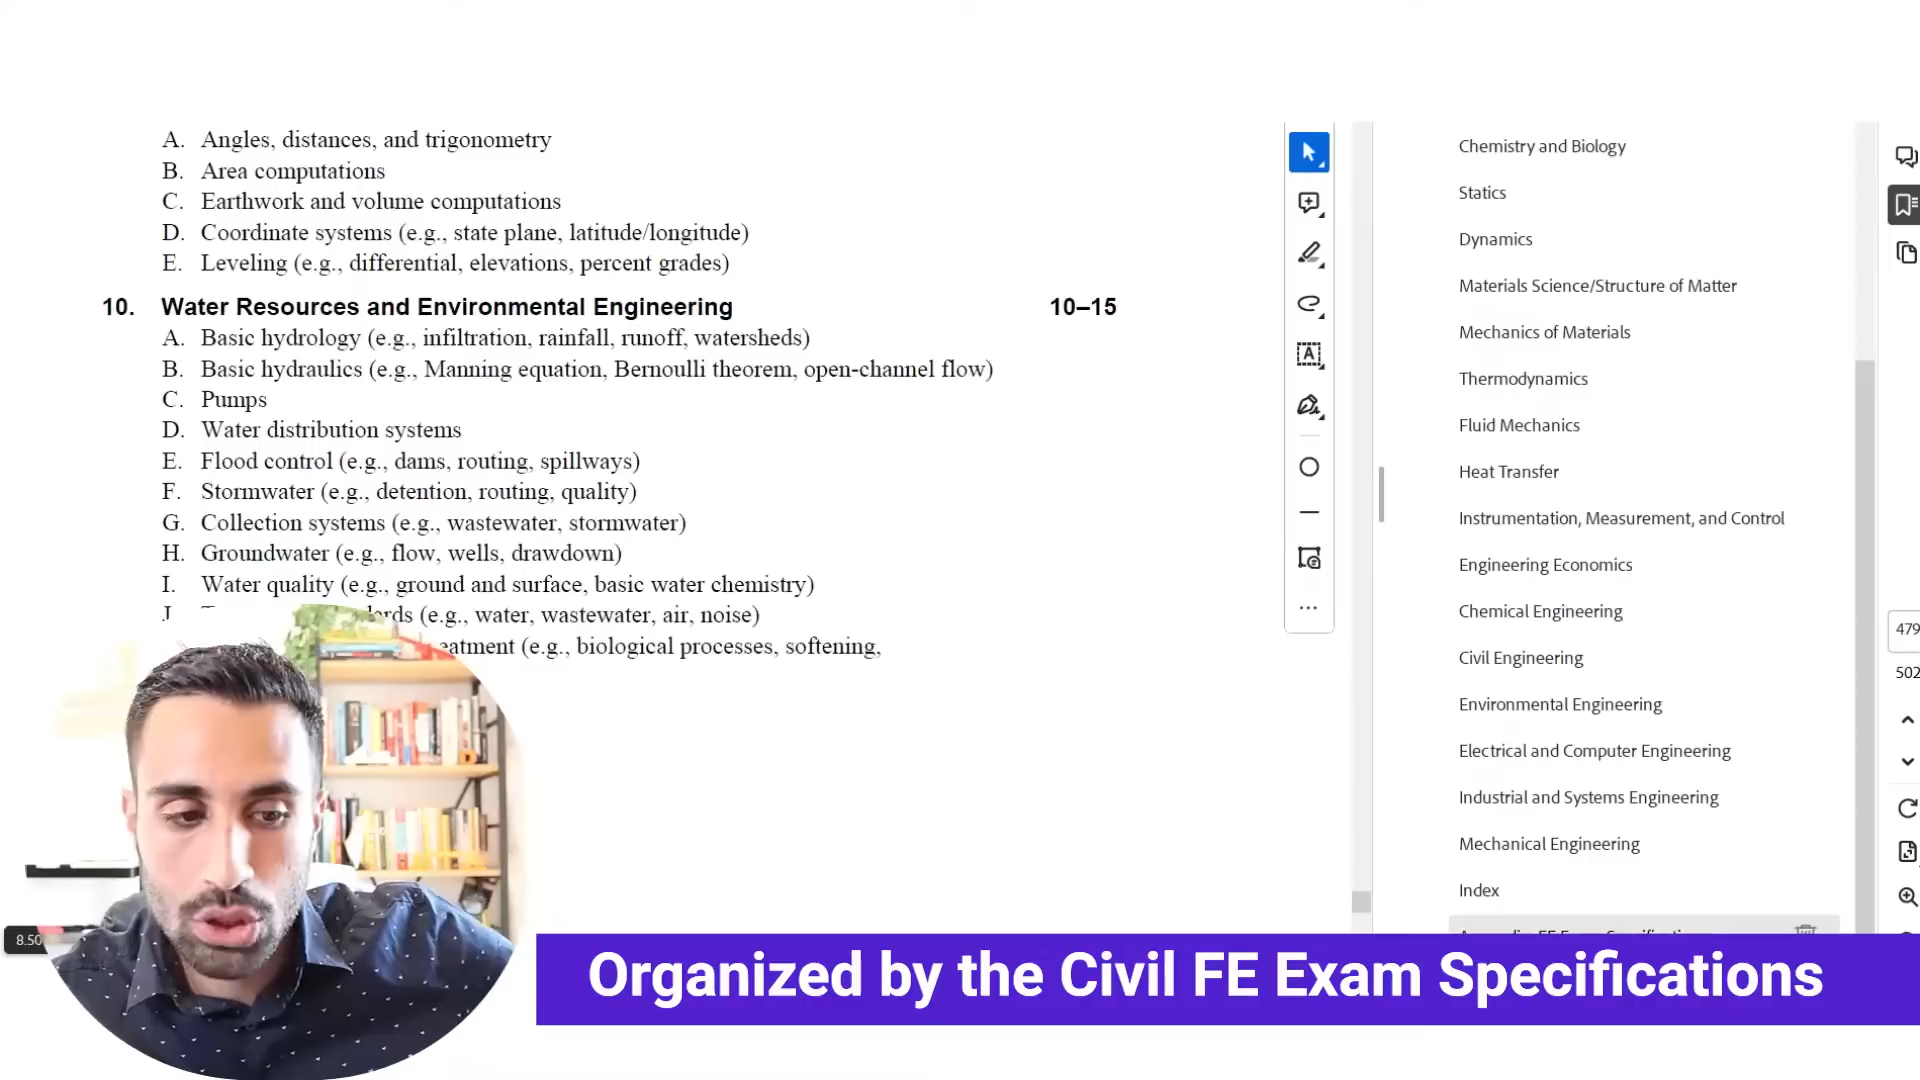 A. Angles, distances, and trigonometry
B. Area computations
C. Earthwork and volume computations
D. Coordinate systems (e.g., state plane, latitude/longitude)
E. Leveling (e.g., differential, elevations, percent grades)
10. Water Resources and Environmental Engineering 10–15
A. Basic hydrology (e.g., infiltration, rainfall, runoff, watersheds)
B. Basic hydraulics (e.g., Manning equation, Bernoulli theorem, open-channel flow)
C. Pumps
D. Water distribution systems
E. Flood control (e.g., dams, routing, spillways)
F. Stormwater (e.g., detention, routing, quality)
G. Collection systems (e.g., wastewater, stormwater)
H. Groundwater (e.g., flow, wells, drawdown)
I. Water quality (e.g., ground and surface, basic water chemistry)
J. (e.g., water, wastewater, air, noise)
(e.g., biological processes, softening,
Chemistry and Biology
Statics
Dynamics
Materials Science/Structure of Matter
Mechanics of Materials
Thermodynamics
Fluid Mechanics
Heat Transfer
Instrumentation, Measurement, and Control
Engineering Economics
Chemical Engineering
Civil Engineering
Environmental Engineering
Electrical and Computer Engineering
Industrial and Systems Engineering
Mechanical Engineering
Index
479
502
8.50
Organized by the Civil FE Exam Specifications